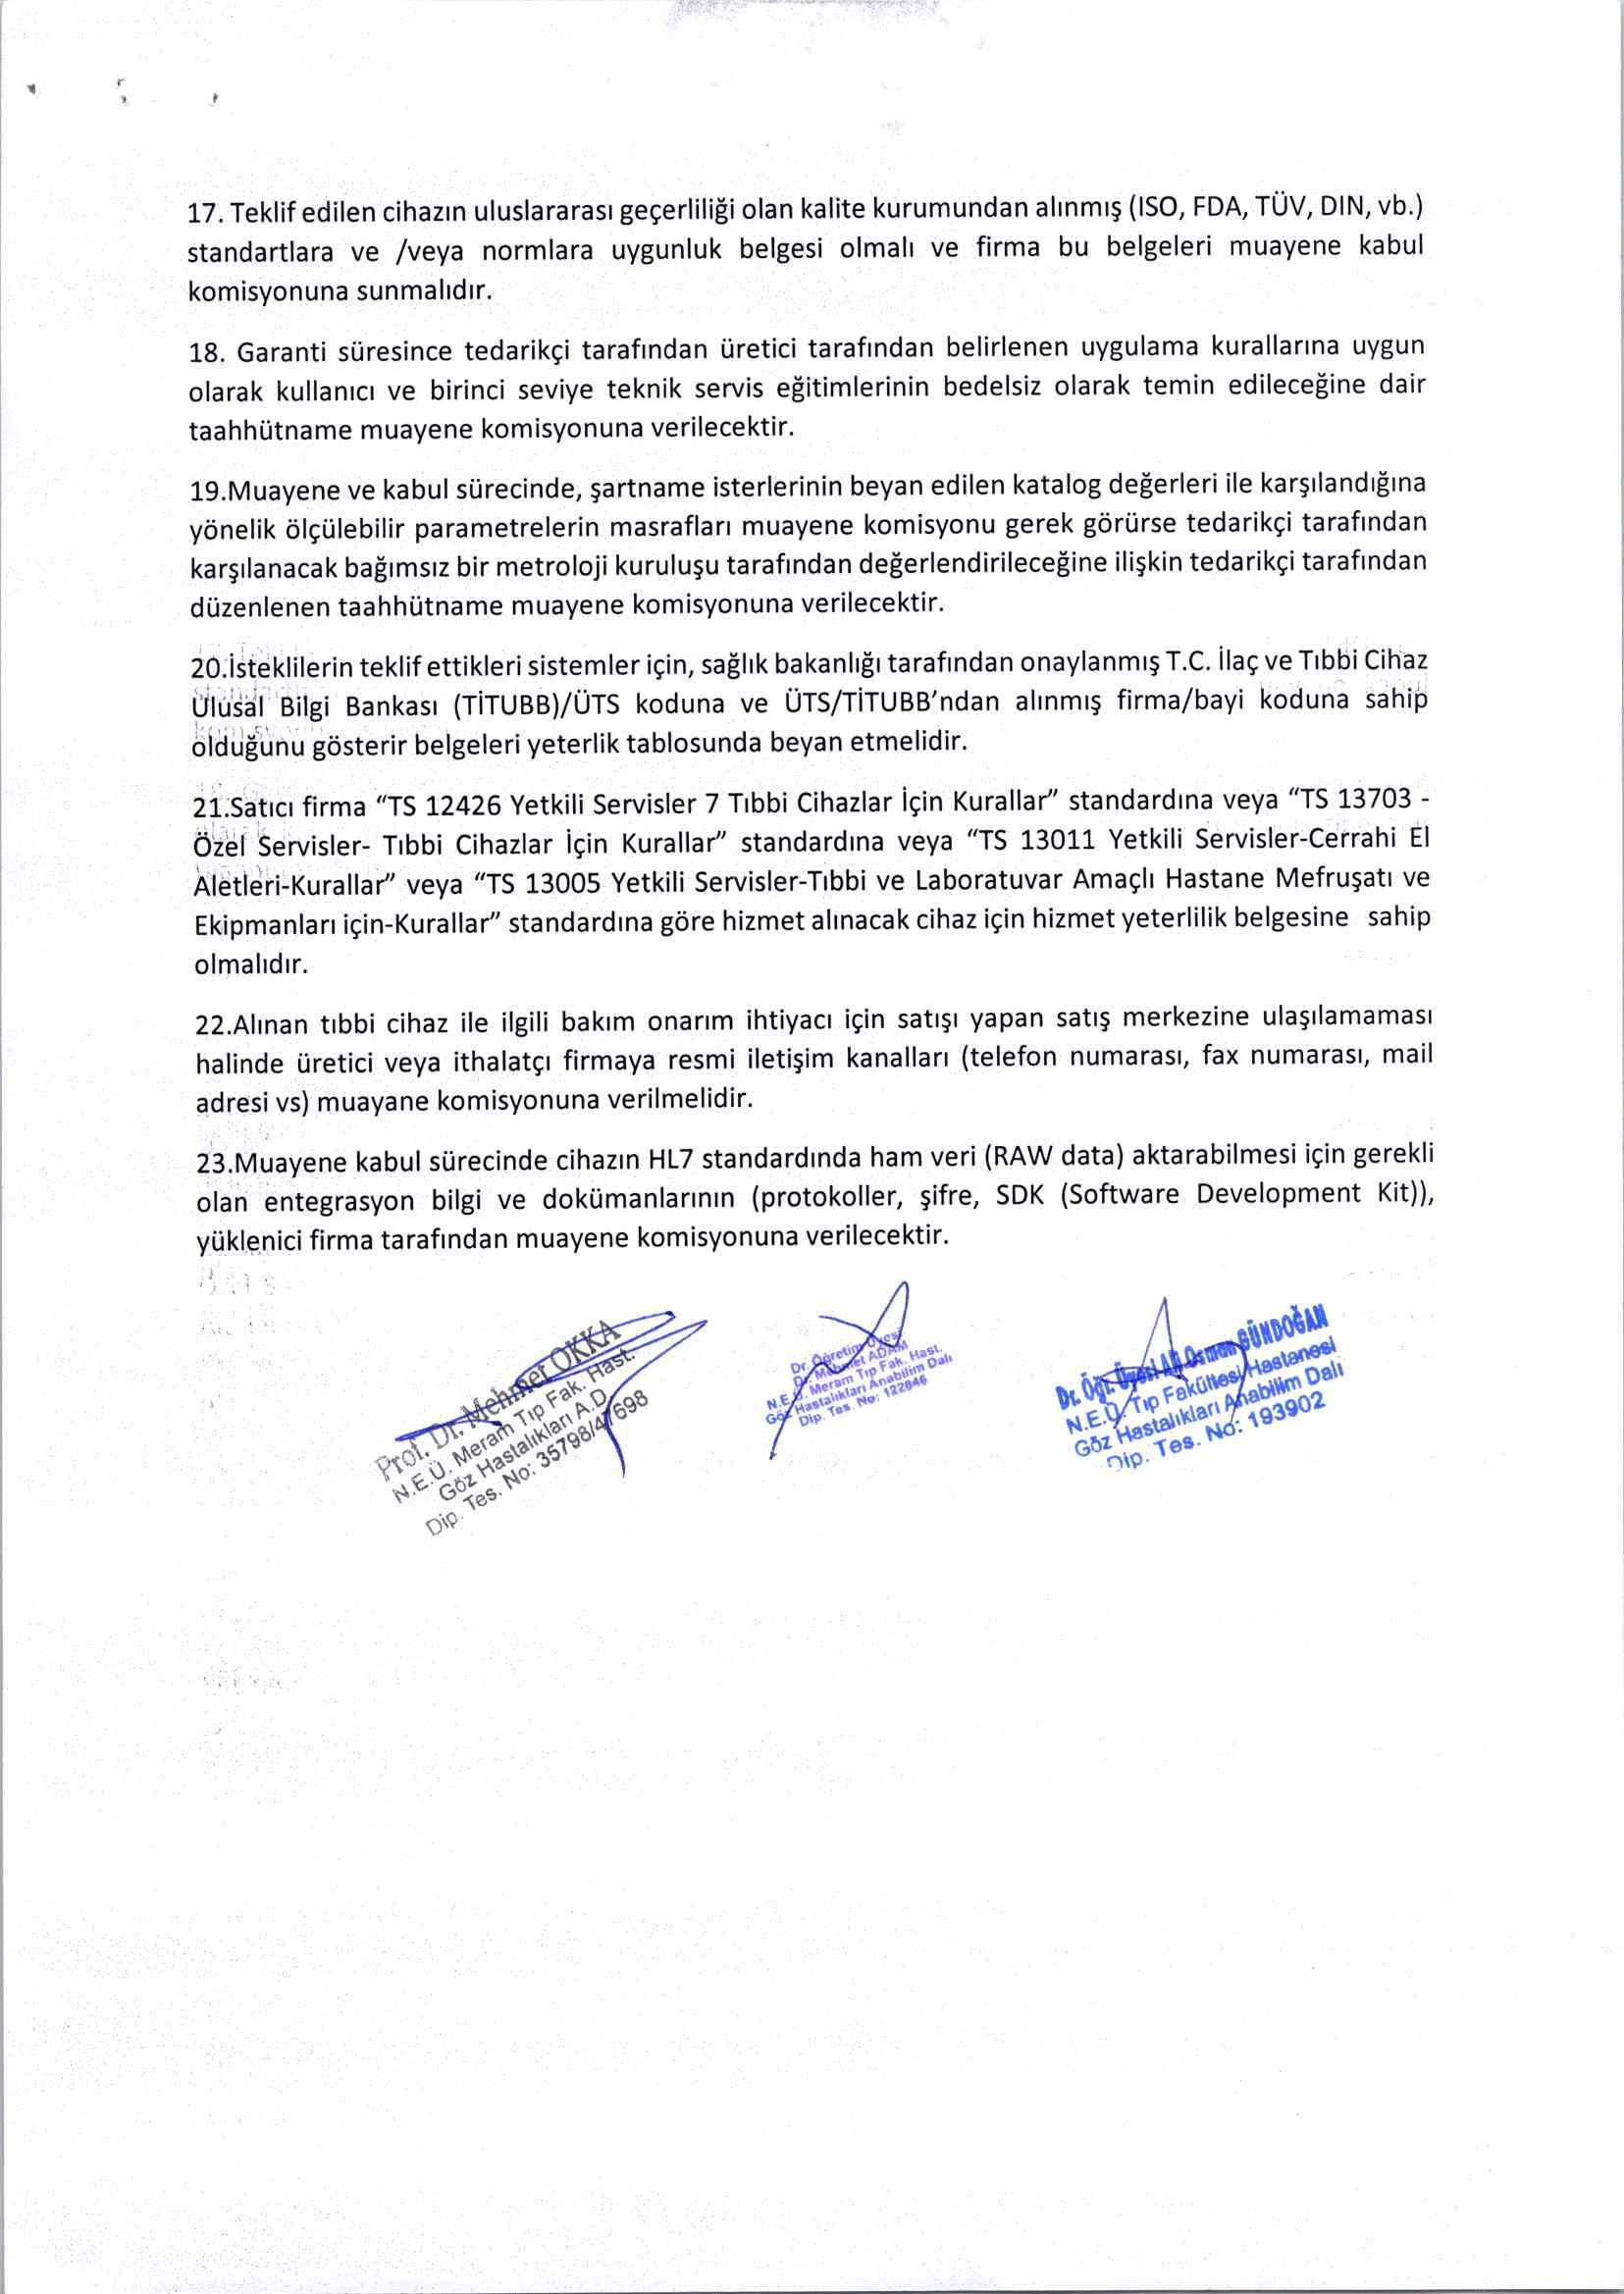 17. Teklif edilen cihazın uluslararası geçerliliği olan kalite kurumundan alınmış (ISO, FDA, TÜV, DIN, vb.)
standartlara ve /veya normlara uygunluk belgesi olmalı ve firma bu belgeleri muayene kabul
komisyonuna sunmalıdır.
18. Garanti süresince tedarikçi tarafından üretici tarafından belirlenen uygulama kurallarına uygun
olarak kullanıcı ve birinci seviye teknik servis eğitimlerinin bedelsiz olarak temin edileceğine dair
taahhütname muayene komisyonuna verilecektir.
19.Muayene ve kabul sürecinde, şartname isterlerinin beyan edilen katalog değerleri ile karşılandığına
yönelik ölçülebilir parametrelerin masrafları muayene komisyonu gerek görürse tedarikçi tarafından
karşılanacak bağımsız bir metroloji kuruluşu tarafından değerlendirileceğine ilişkin tedarikçi tarafından
düzenlenen taahhütname muayene komisyonuna verilecektir.
20.İsteklilerin teklif ettikleri sistemler için, sağlık bakanlığı tarafından onaylanmış T.C. İlaç ve Tıbbi Cihaz
Ulusal Bilgi Bankası (TİTUBB)/ÜTS koduna ve ÜTS/TİTUBB’ndan alınmış firma/bayi koduna sahip
olduğunu gösterir belgeleri yeterlik tablosunda beyan etmelidir.
21.Satıcı firma “TS 12426 Yetkili Servisler 7 Tıbbi Cihazlar İçin Kurallar” standardına veya “TS 13703 -
Özel Servisler- Tıbbi Cihazlar İçin Kurallar” standardına veya “TS 13011 Yetkili Servisler-Cerrahi El
Aletleri-Kurallar” veya “TS 13005 Yetkili Servisler-Tıbbi ve Laboratuvar Amaçlı Hastane Mefruşatı ve
Ekipmanları için-Kurallar” standardına göre hizmet alınacak cihaz için hizmet yeterlilik belgesine sahip
olmalıdır.
22.Alınan tıbbi cihaz ile ilgili bakım onarım ihtiyacı için satışı yapan satış merkezine ulaşılamaması
halinde üretici veya ithalatçı firmaya resmi iletişim kanalları (telefon numarası, fax numarası, mail
adresi vs) muayane komisyonuna verilmelidir.
23.Muayene kabul sürecinde cihazın HL7 standardında ham veri (RAW data) aktarabilmesi için gerekli
olan entegrasyon bilgi ve dokümanlarının (protokoller, şifre, SDK (Software Development Kit)),
yüklenici firma tarafından muayene komisyonuna verilecektir.
Prof. Dr. Mehmet OKKA
N.E.Ü. Meram Tıp Fak. Hast.
Göz Hastalıkları A.D.
Dip. Tes. No: 35798/47698
Dr. Öğretim Üyesi
Dr. Mehmet ADAM
N.E.Ü. Meram Tıp Fak. Hast.
Göz Hastalıkları Anabilim Dalı
Dip. Tes. No:
Dr. Öğr. Üyesi Ali Osman GÜNDOĞAN
N.E.Ü. Tıp Fakültesi Hastanesi
Göz Hastalıkları Anabilim Dalı
Dip. Tes. No: 193902